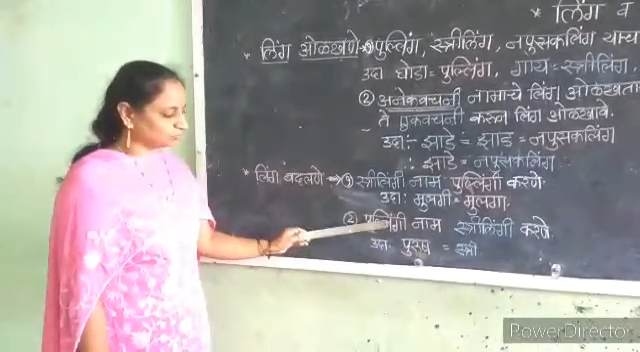 * लिंग व
* लिंग ओळखणे → ① पुल्लिंग, स्त्रीलिंग, नपुसकलिंग याच
उदा घोडा = पुल्लिंग, गाय = स्त्रीलिंग,
② अनेकवचनी नामाचे लिंग ओळखता
ते एकवचनी करून लिंग ओळखावे.
उदा :- झाडे = झाड = नपुसकलिंग
∴ झाडे = नपुसकलिंग
* लिंग बदलणे → ① स्त्रीलिंगी नाम पुल्लिंगी करणे
उदा : मुलगी = मुलगा
② पुल्लिंगी नाम स्त्रीलिंगी करणे
उदा पुरुष = स्त्री
PowerDirector